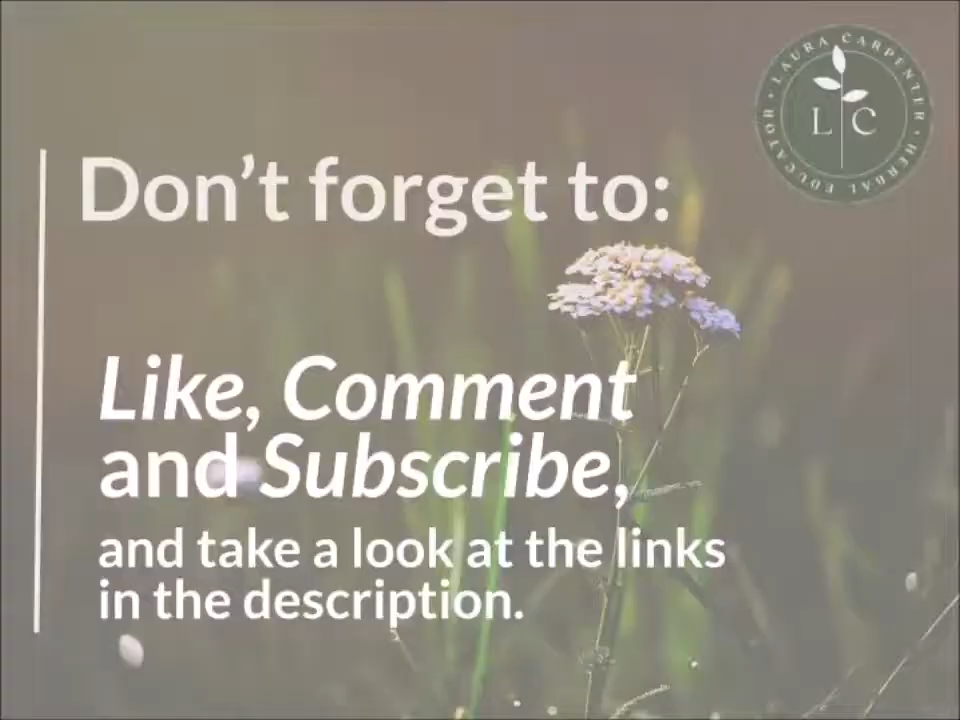 LAURA CARPENTER • HERBAL EDUCATOR •
L C
Don't forget to:
Like, Comment
and Subscribe,
and take a look at the links
in the description.